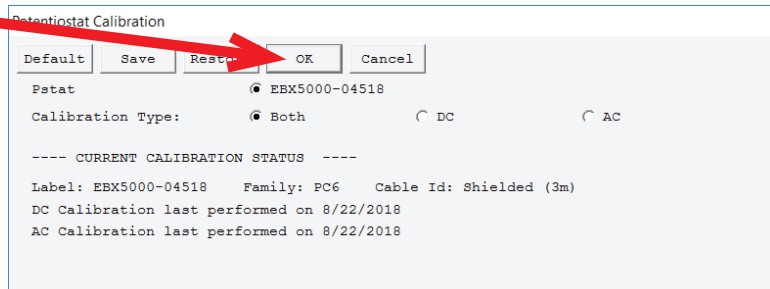 Potentiostat Calibration
Default Save Restore OK Cancel
Pstat EBX5000-04518
Calibration Type: Both DC AC
---- CURRENT CALIBRATION STATUS ----
Label: EBX5000-04518 Family: PC6 Cable Id: Shielded (3m)
DC Calibration last performed on 8/22/2018
AC Calibration last performed on 8/22/2018